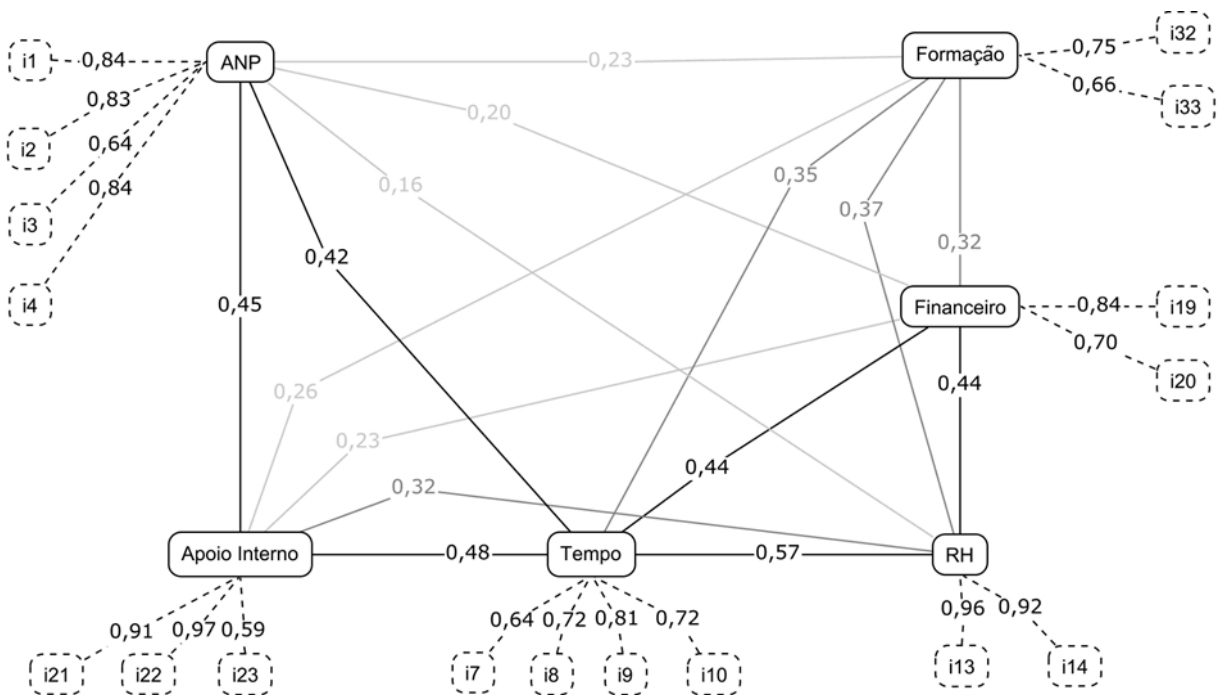 i1
0,84
ANP
0,23
Formação
0,75
i32
0,83
0,66
i33
i2
0,20
0,64
0,84
0,16
0,35
i3
0,37
0,42
0,32
i4
0,45
Financeiro
0,84
i19
0,70
0,44
i20
0,26
0,23
0,44
0,32
Apoio Interno
0,48
Tempo
0,57
RH
0,91
0,97
0,59
0,64
0,72
0,81
0,72
0,96
0,92
i21
i22
i23
i7
i8
i9
i10
i13
i14